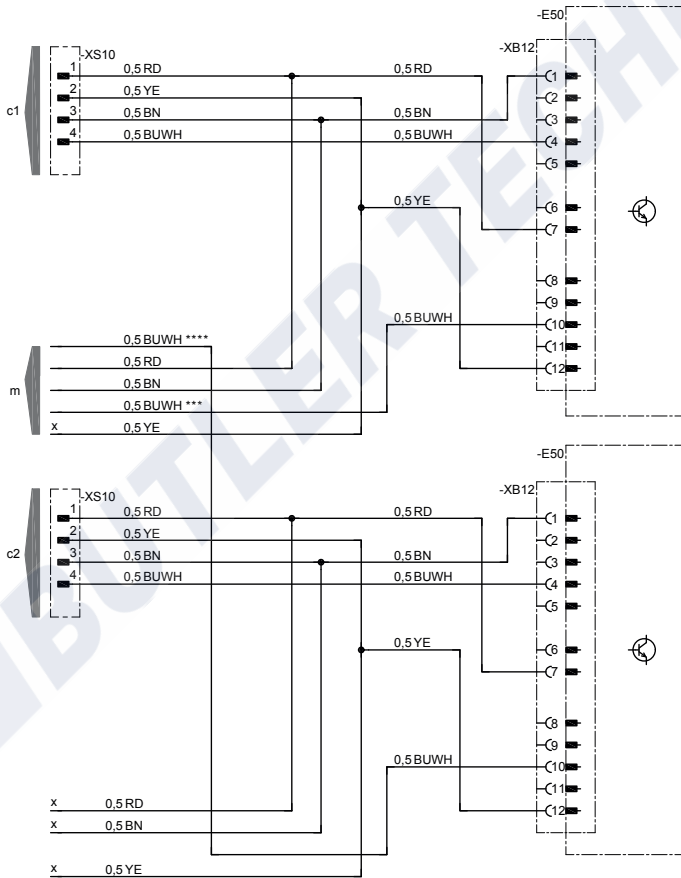 -E50
-XS10 -XB12
1 0,5 RD 0,5 RD 1
2 0,5 YE 2
c1 3 0,5 BN 0,5 BN 3
4 0,5 BUWH 0,5 BUWH 4
5
0,5 YE 6
7
8
9
0,5 BUWH **** 0,5 BUWH 10
11
0,5 RD 12
m 0,5 BN
0,5 BUWH ***
x 0,5 YE
-E50
-XS10 -XB12
1 0,5 RD 0,5 RD 1
2 0,5 YE 2
c2 3 0,5 BN 0,5 BN 3
4 0,5 BUWH 0,5 BUWH 4
5
0,5 YE 6
7
8
9
0,5 BUWH 10
11
x 0,5 RD 12
x 0,5 BN
x 0,5 YE
BUTLER TECH